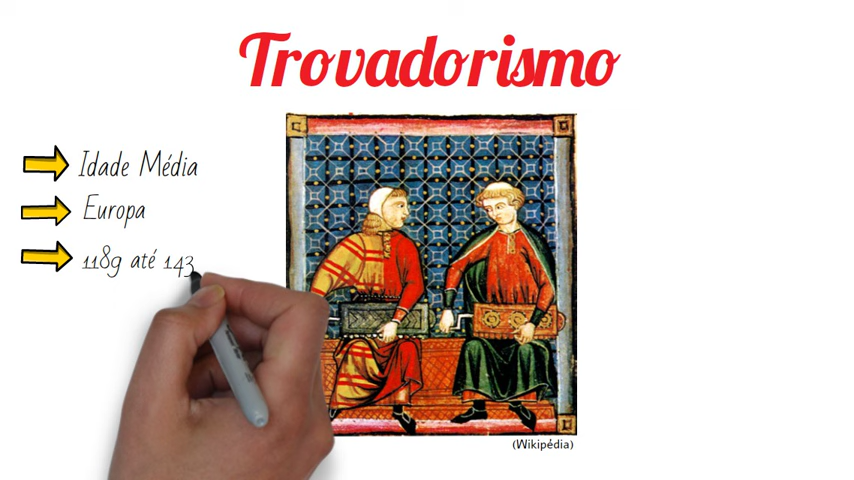 Trovadorismo
Idade Média
Europa
1189 até 143
(Wikipédia)